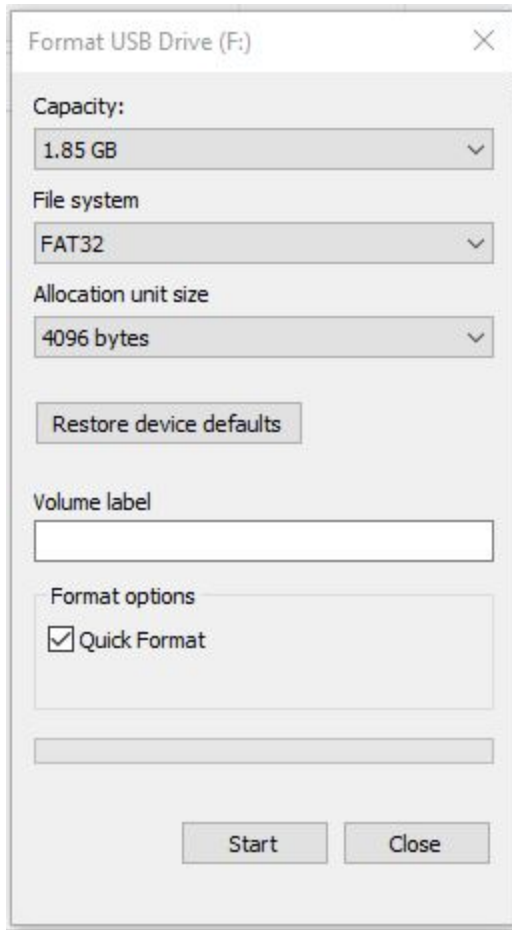 Format USB Drive (F:)
Capacity:
1.85 GB
File system
FAT32
Allocation unit size
4096 bytes
Restore device defaults
Volume label
Format options
Quick Format
Start
Close